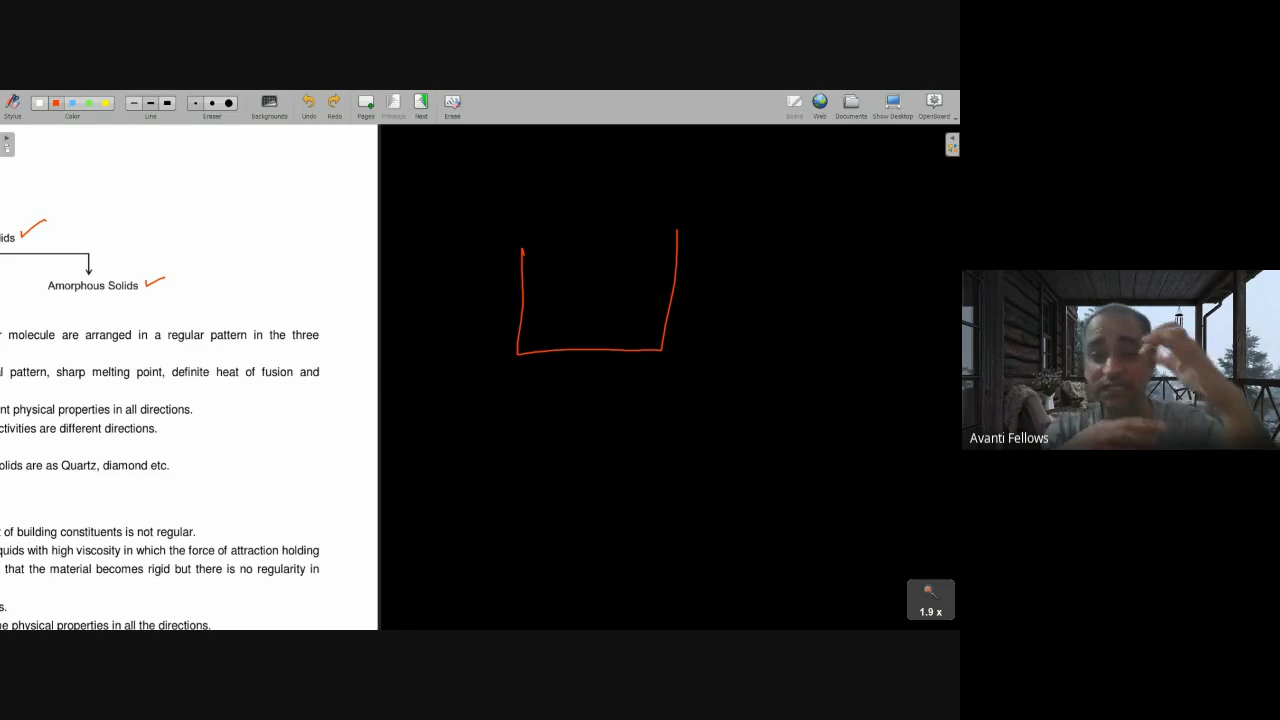 Stylus Color Line Eraser Backgrounds Undo Redo Pages Previous Next Erase Board Web Documents Show Desktop OpenBoard
lids
Amorphous Solids
r molecule are arranged in a regular pattern in the three
l pattern, sharp melting point, definite heat of fusion and
nt physical properties in all directions.
ctivities are different directions.
olids are as Quartz, diamond etc.
t of building constituents is not regular.
quids with high viscosity in which the force of attraction holding
that the material becomes rigid but there is no regularity in
s.
ne physical properties in all the directions.
1.9 x
Avanti Fellows